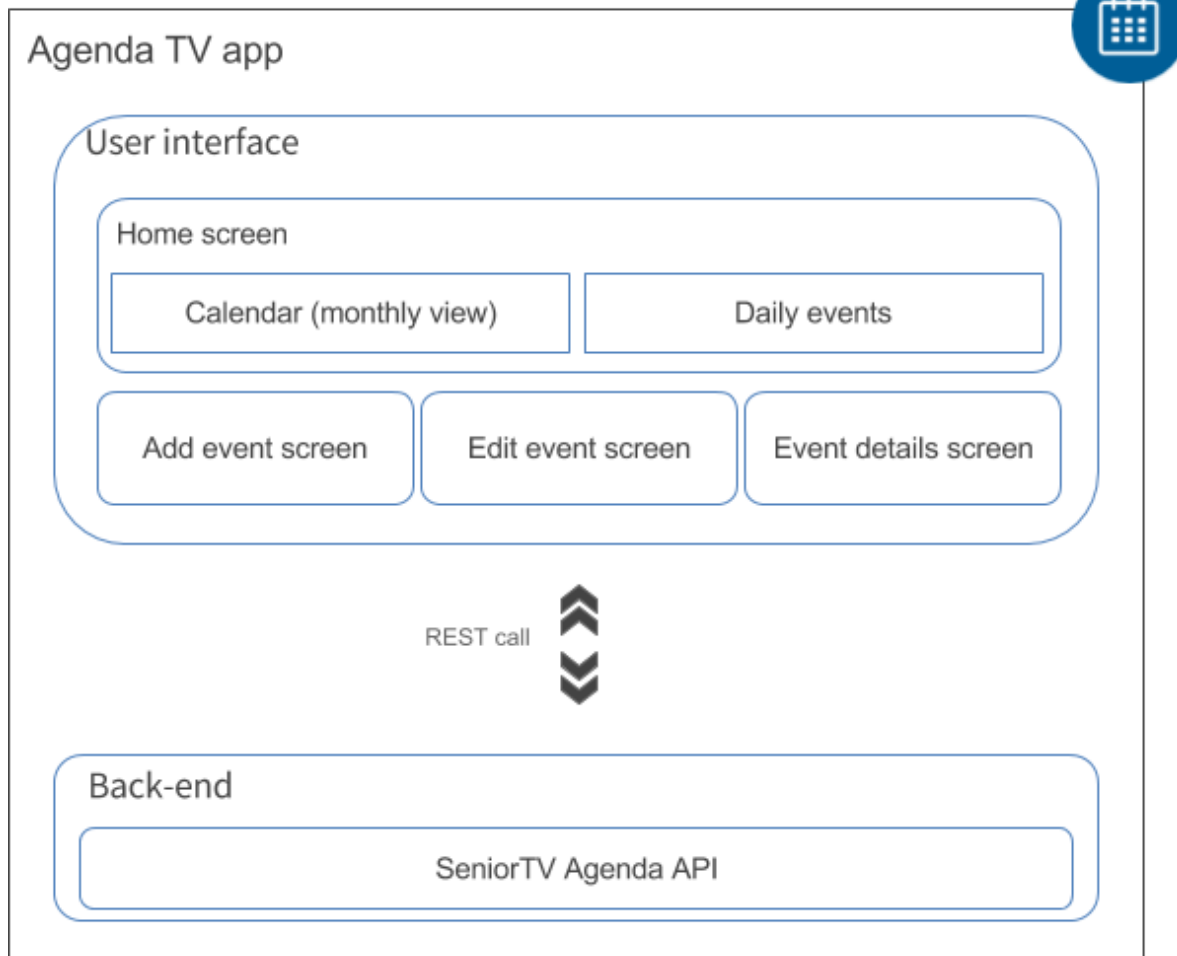 Agenda TV app
User interface
Home screen
Calendar (monthly view)
Daily events
Add event screen
Edit event screen
Event details screen
REST call
Back-end
SeniorTV Agenda API